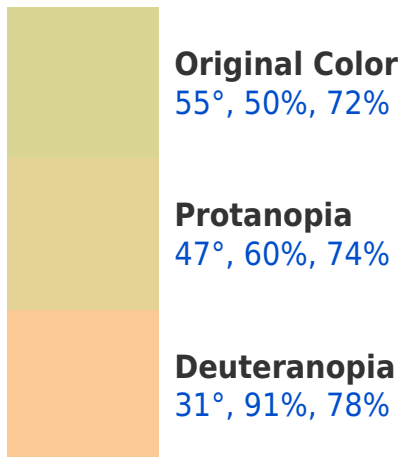 Original Color
55°, 50%, 72%
Protanopia
47°, 60%, 74%
Deuteranopia
31°, 91%, 78%